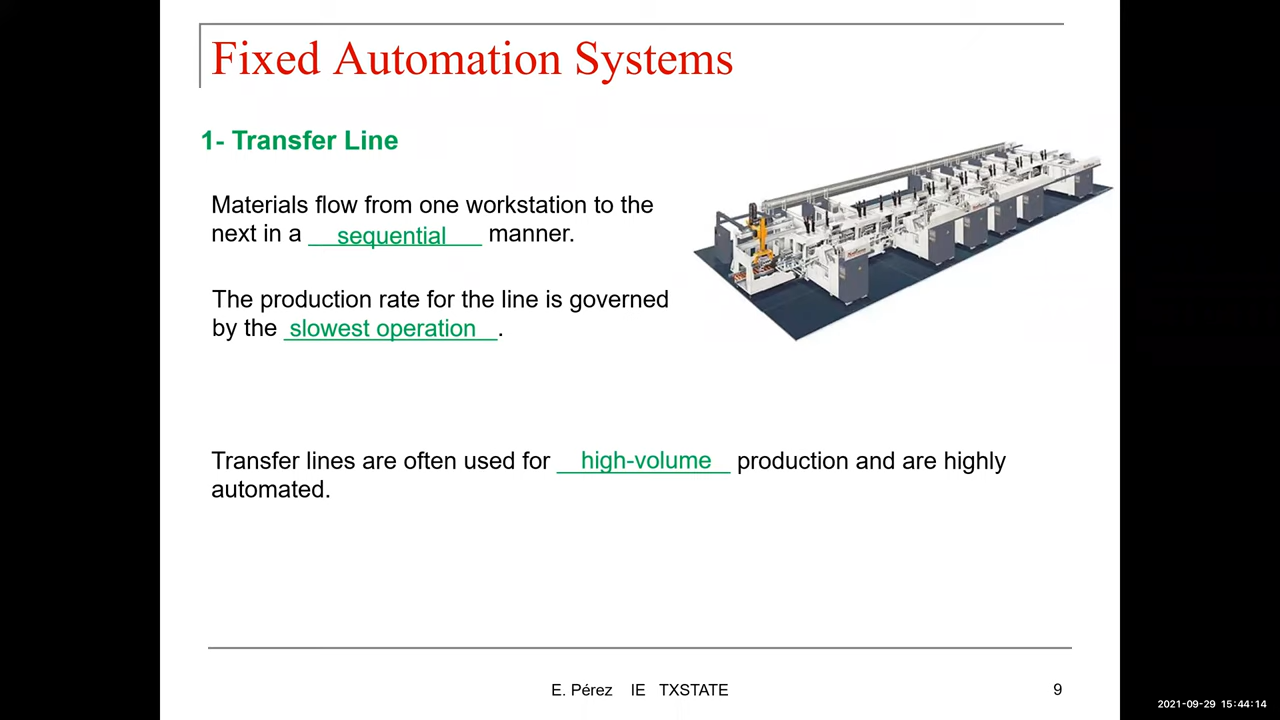 Fixed Automation Systems
1- Transfer Line
Materials flow from one workstation to the
next in a sequential manner.
The production rate for the line is governed
by the slowest operation.
Transfer lines are often used for high-volume production and are highly
automated.
E. Pérez IE TXSTATE
9
2021-09-29 15:44:14